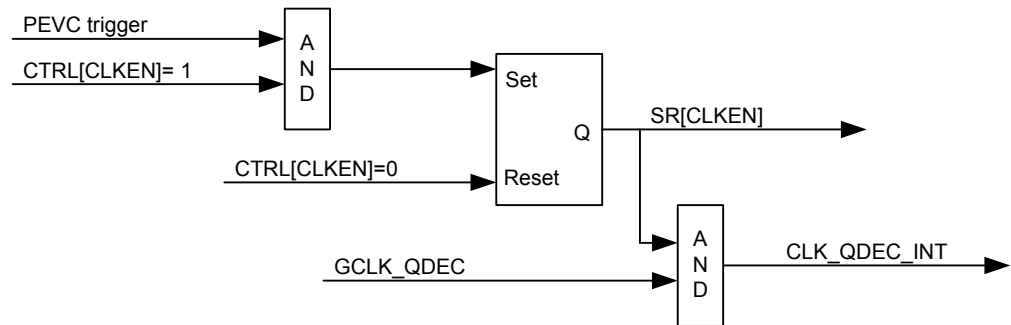 PEVC trigger
CTRL[CLKEN]= 1
A
N
D
Set
Q
SR[CLKEN]
CTRL[CLKEN]=0
Reset
A
N
D
CLK_QDEC_INT
GCLK_QDEC